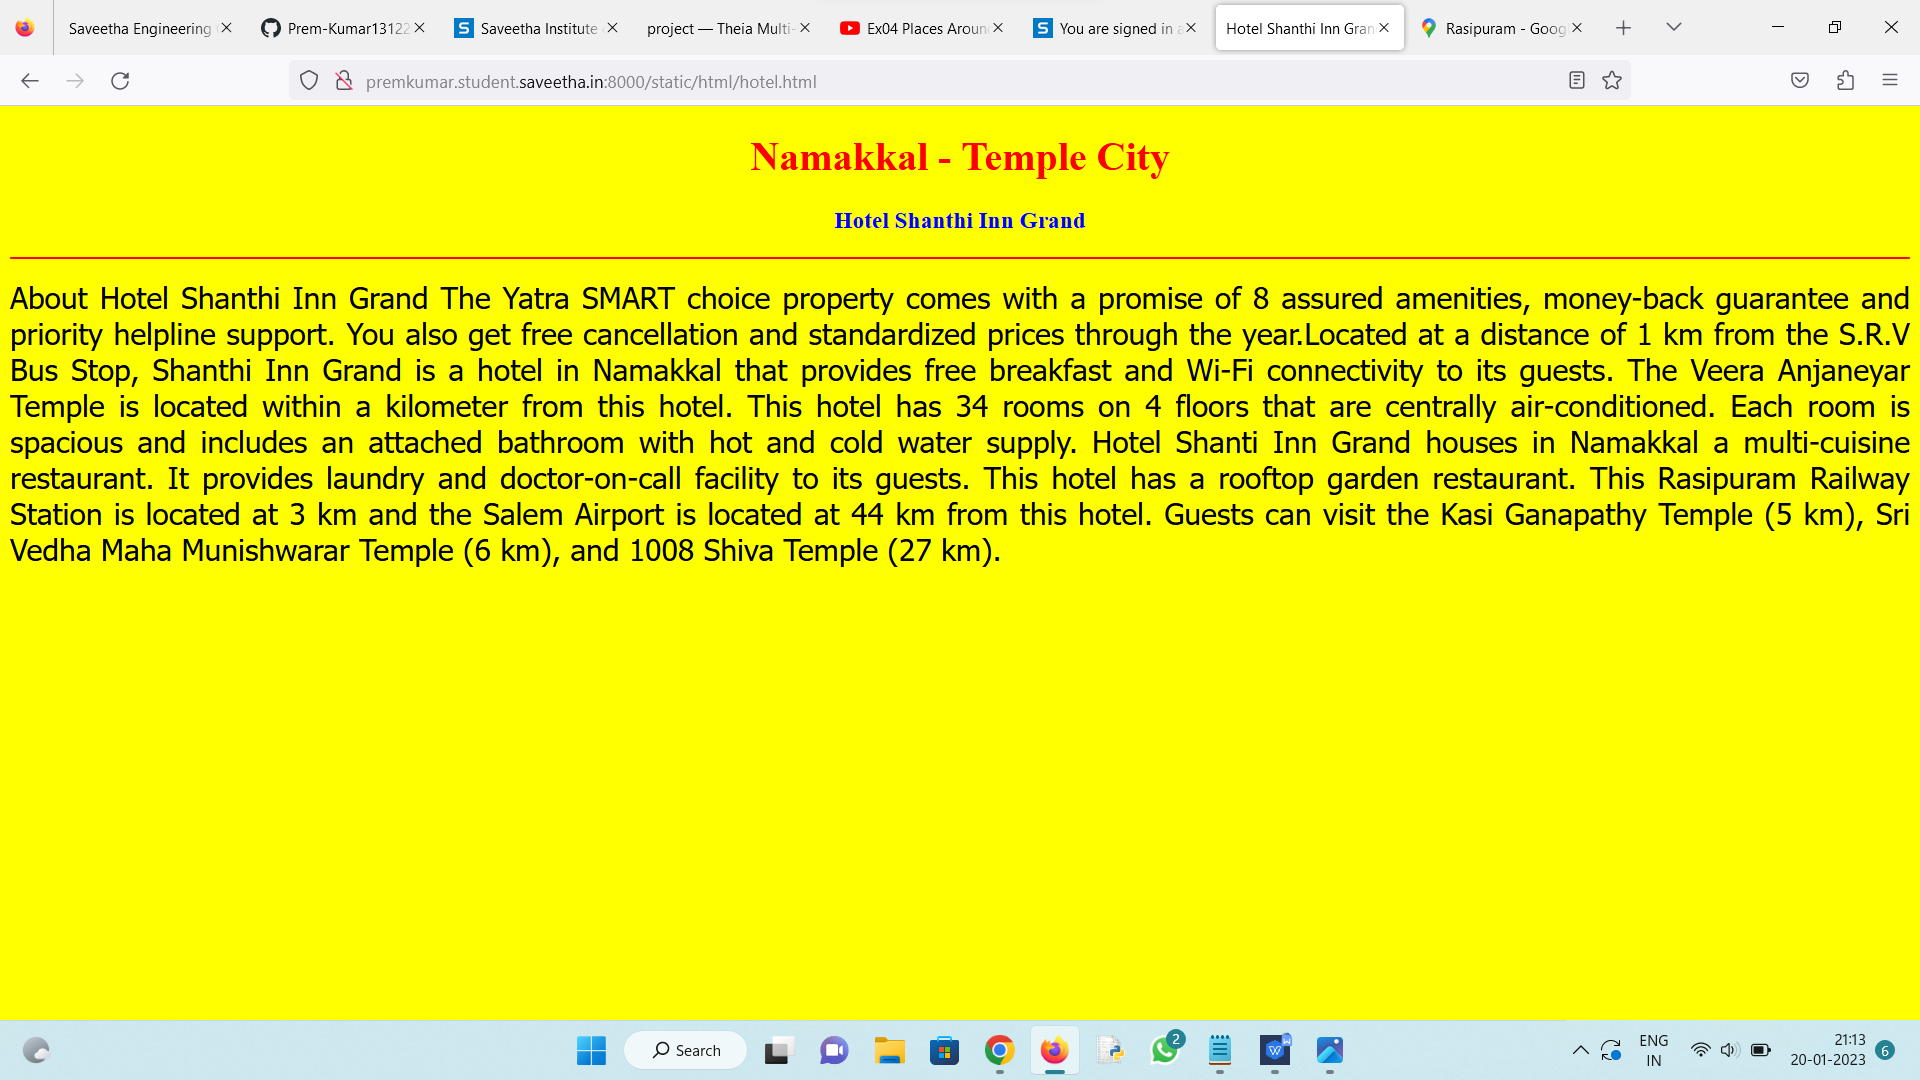 Saveetha Engineering
Prem-Kumar13122
Saveetha Institute
project — Theia Multi-
Ex04 Places Aroun
You are signed in a
Hotel Shanthi Inn Gran
Rasipuram - Goog
premkumar.student.saveetha.in:8000/static/html/hotel.html
Namakkal - Temple City
Hotel Shanthi Inn Grand
About Hotel Shanthi Inn Grand The Yatra SMART choice property comes with a promise of 8 assured amenities, money-back guarantee and
priority helpline support. You also get free cancellation and standardized prices through the year.Located at a distance of 1 km from the S.R.V
Bus Stop, Shanthi Inn Grand is a hotel in Namakkal that provides free breakfast and Wi-Fi connectivity to its guests. The Veera Anjaneyar
Temple is located within a kilometer from this hotel. This hotel has 34 rooms on 4 floors that are centrally air-conditioned. Each room is
spacious and includes an attached bathroom with hot and cold water supply. Hotel Shanti Inn Grand houses in Namakkal a multi-cuisine
restaurant. It provides laundry and doctor-on-call facility to its guests. This hotel has a rooftop garden restaurant. This Rasipuram Railway
Station is located at 3 km and the Salem Airport is located at 44 km from this hotel. Guests can visit the Kasi Ganapathy Temple (5 km), Sri
Vedha Maha Munishwarar Temple (6 km), and 1008 Shiva Temple (27 km).
Search
2
ENG
IN
21:13
20-01-2023
6